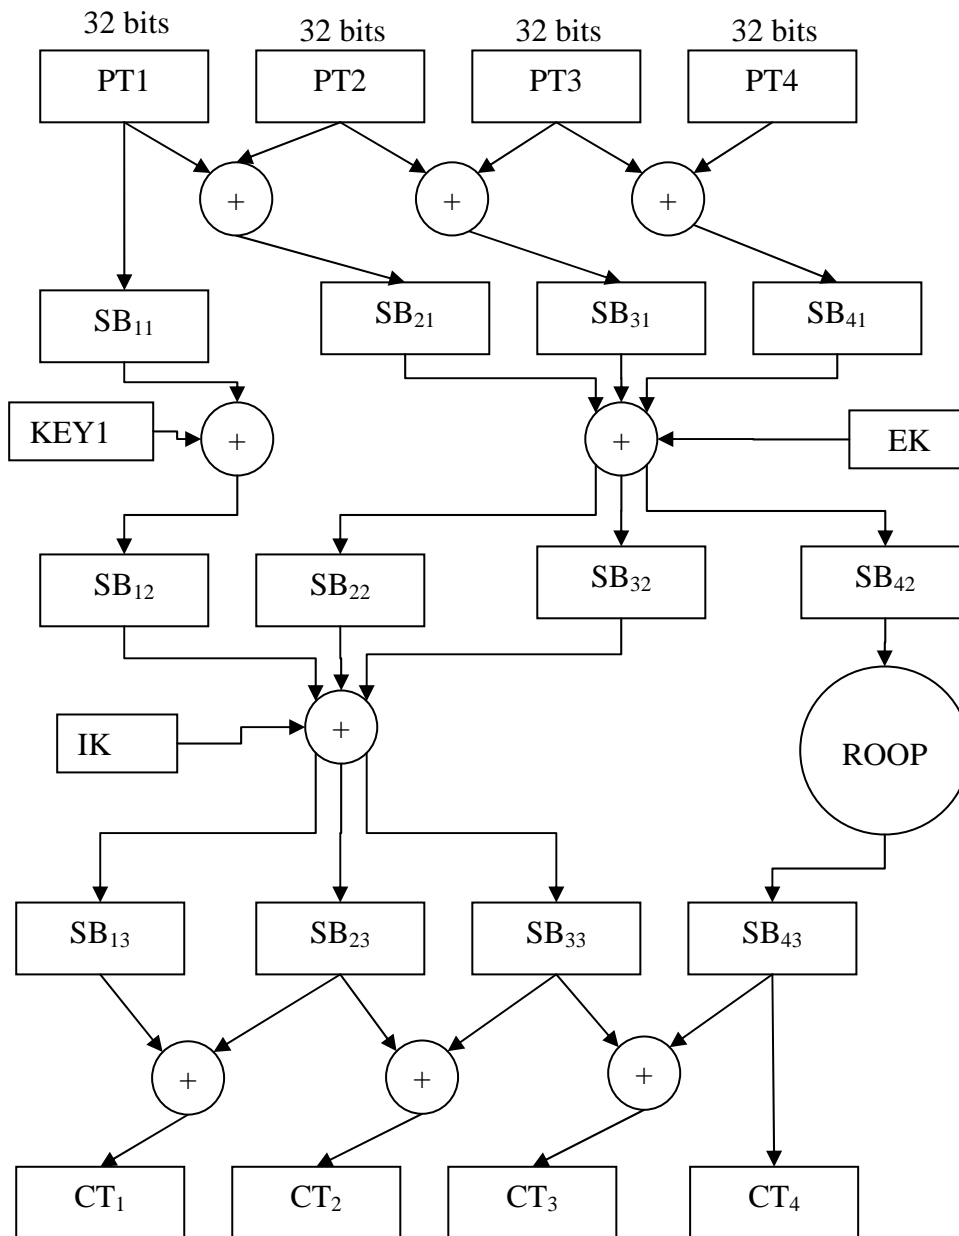 32 bits 32 bits 32 bits 32 bits
PT1 PT2 PT3 PT4
+ + +
SB₁₁ SB₂₁ SB₃₁ SB₄₁
KEY1 + + EK
SB₁₂ SB₂₂ SB₃₂ SB₄₂
IK + ROOP
SB₁₃ SB₂₃ SB₃₃ SB₄₃
+ + +
CT₁ CT₂ CT₃ CT₄